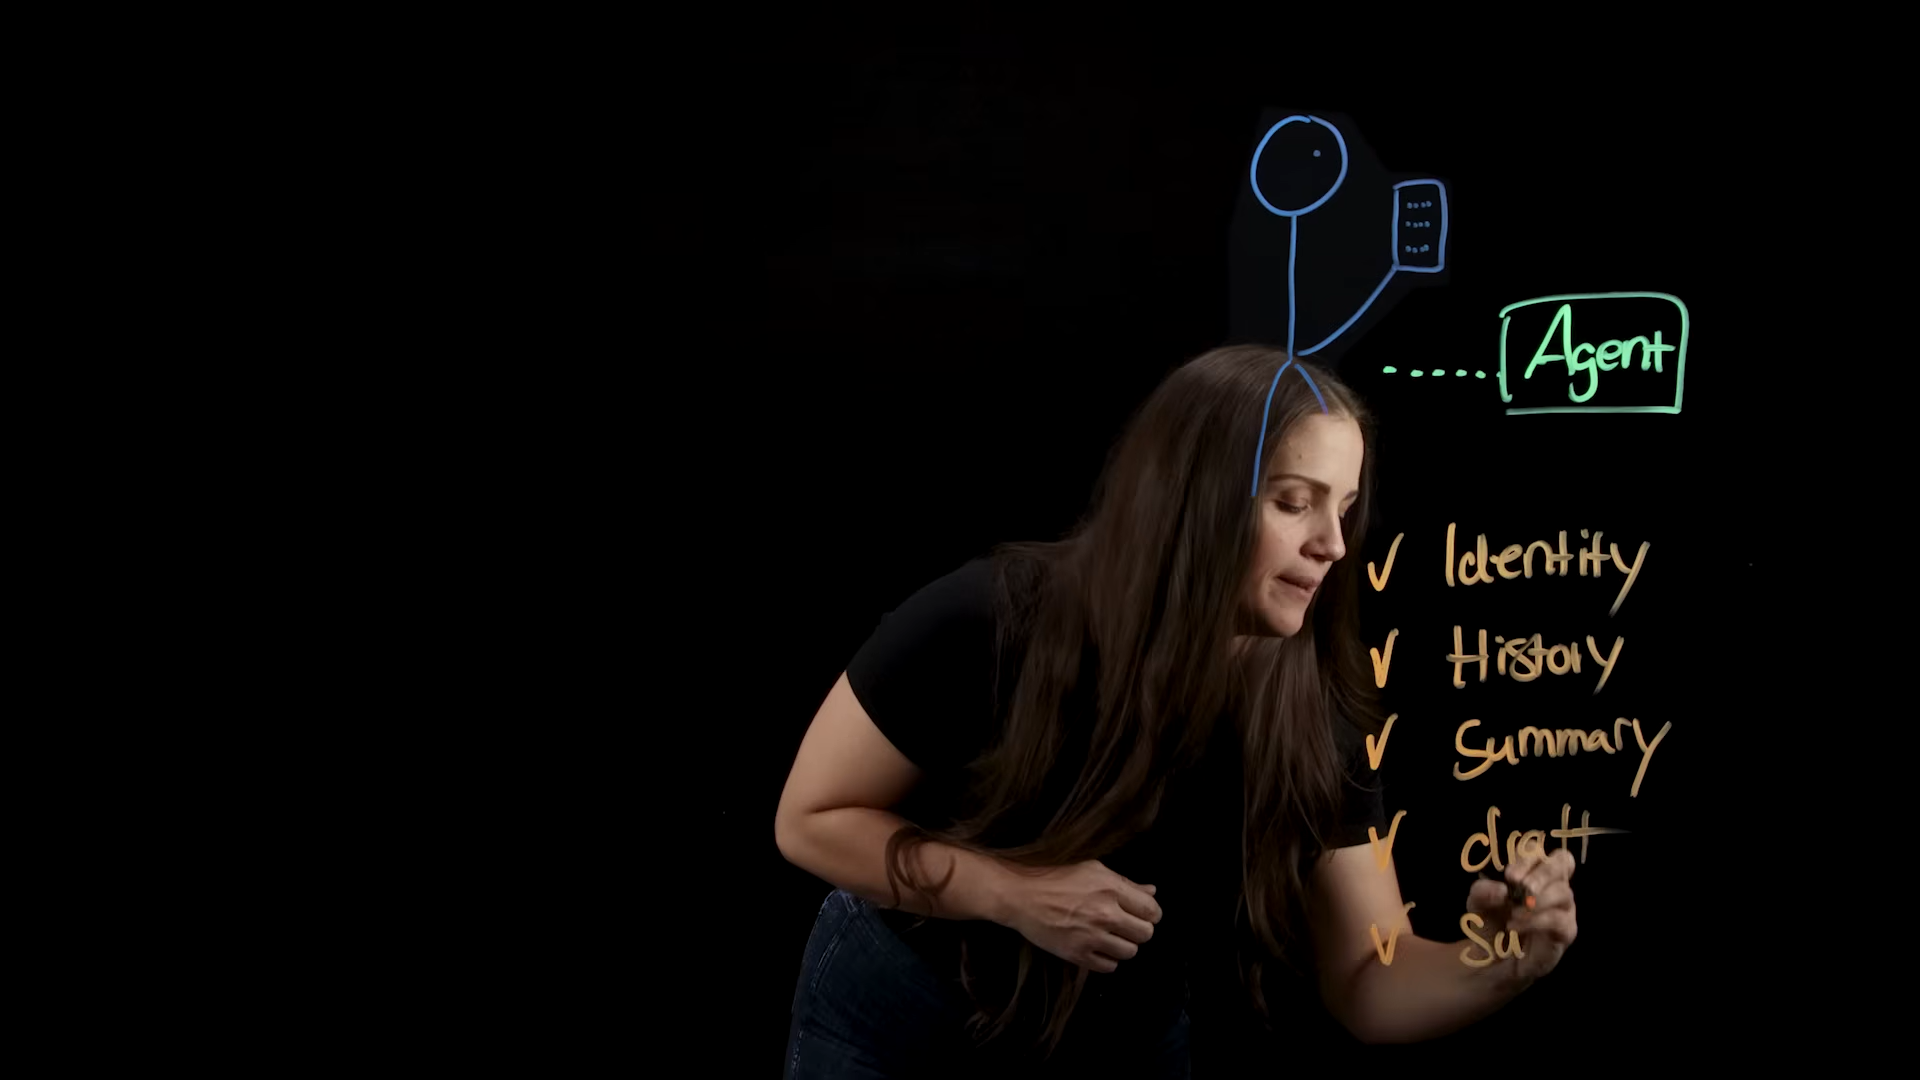 Agent
✓ Identity
✓ History
✓ Summary
✓ draft
✓ Su